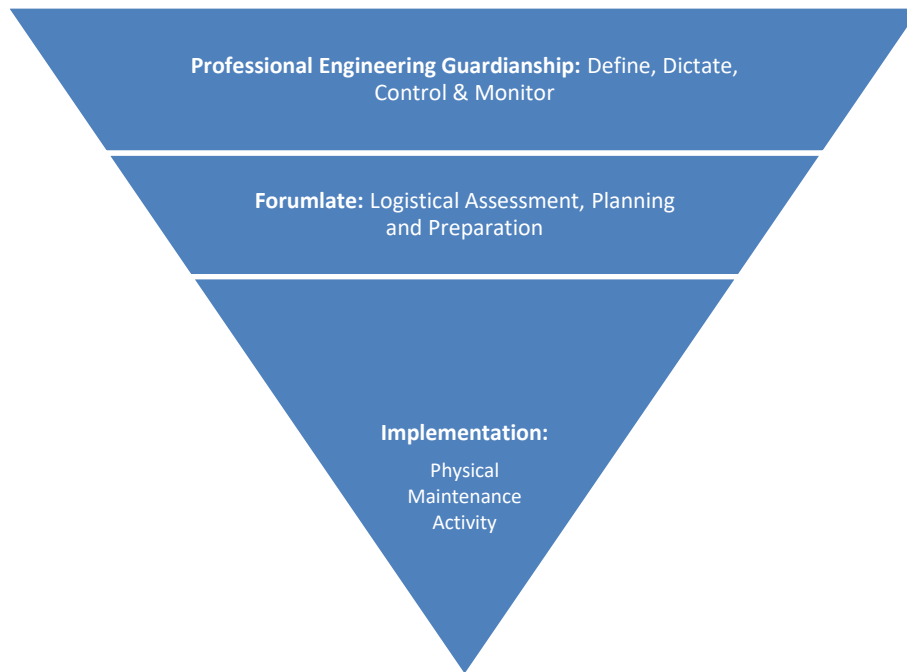 Professional Engineering Guardianship: Define, Dictate,
Control & Monitor
Forumlate: Logistical Assessment, Planning
and Preparation
Implementation:
Physical
Maintenance
Activity